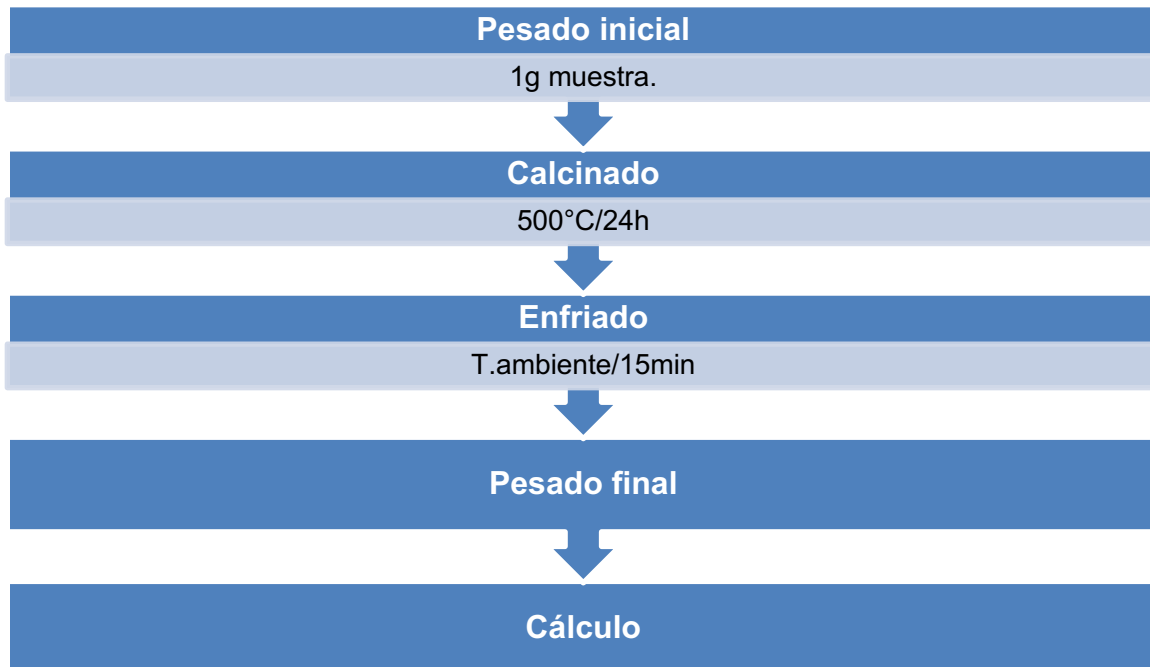 Pesado inicial
1g muestra.
Calcinado
500°C/24h
Enfriado
T.ambiente/15min
Pesado final
Cálculo